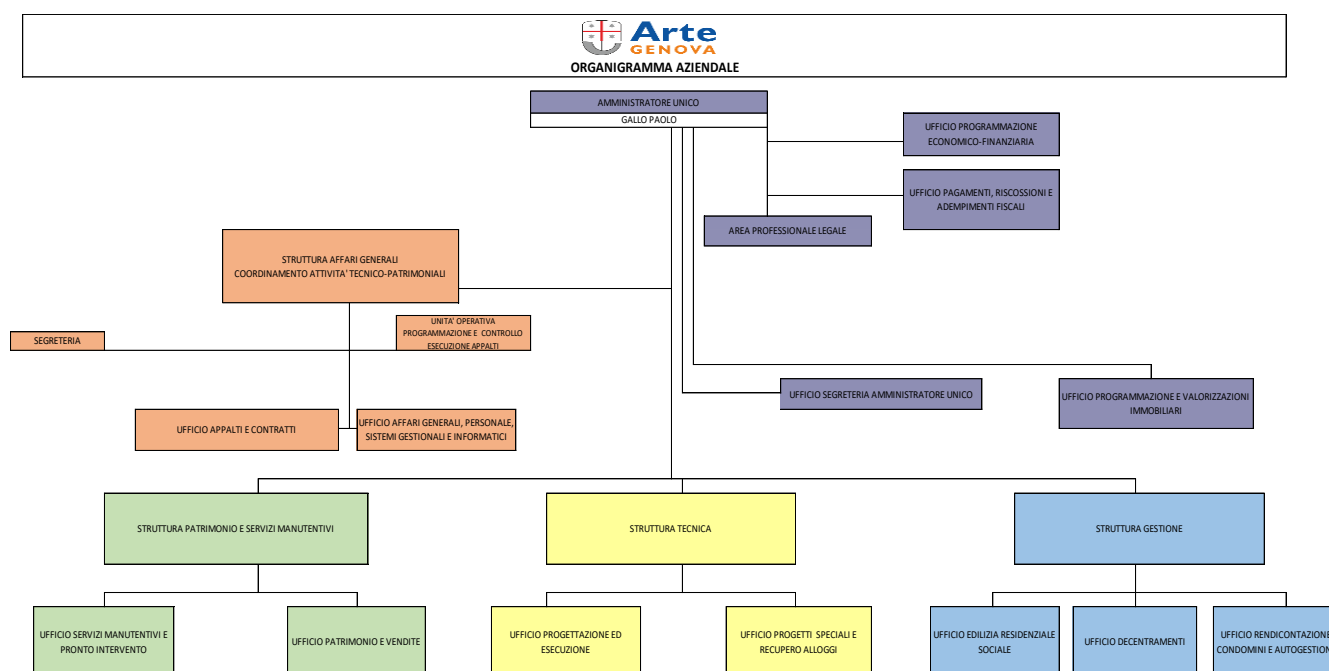 Arte
GENOVA
ORGANIGRAMMA AZIENDALE
AMMINISTRATORE UNICO
GALLO PAOLO
UFFICIO PROGRAMMAZIONE
ECONOMICO-FINANZIARIA
UFFICIO PAGAMENTI, RISCOSSIONI E
ADEMPIMENTI FISCALI
AREA PROFESSIONALE LEGALE
STRUTTURA AFFARI GENERALI
COORDINAMENTO ATTIVITA' TECNICO-PATRIMONIALI
SEGRETERIA
UNITA' OPERATIVA
PROGRAMMAZIONE E CONTROLLO
ESECUZIONE APPALTI
UFFICIO SEGRETERIA AMMINISTRATORE UNICO
UFFICIO PROGRAMMAZIONE E VALORIZZAZIONI
IMMOBILIARI
UFFICIO APPALTI E CONTRATTI
UFFICIO AFFARI GENERALI, PERSONALE,
SISTEMI GESTIONALI E INFORMATICI
STRUTTURA PATRIMONIO E SERVIZI MANUTENTIVI
STRUTTURA TECNICA
STRUTTURA GESTIONE
UFFICIO SERVIZI MANUTENTIVI E
PRONTO INTERVENTO
UFFICIO PATRIMONIO E VENDITE
UFFICIO PROGETTAZIONE ED
ESECUZIONE
UFFICIO PROGETTI SPECIALI E
RECUPERO ALLOGGI
UFFICIO EDILIZIA RESIDENZIALE
SOCIALE
UFFICIO DECENTRAMENTI
UFFICIO RENDICONTAZIONE
CONDOMINI E AUTOGESTION